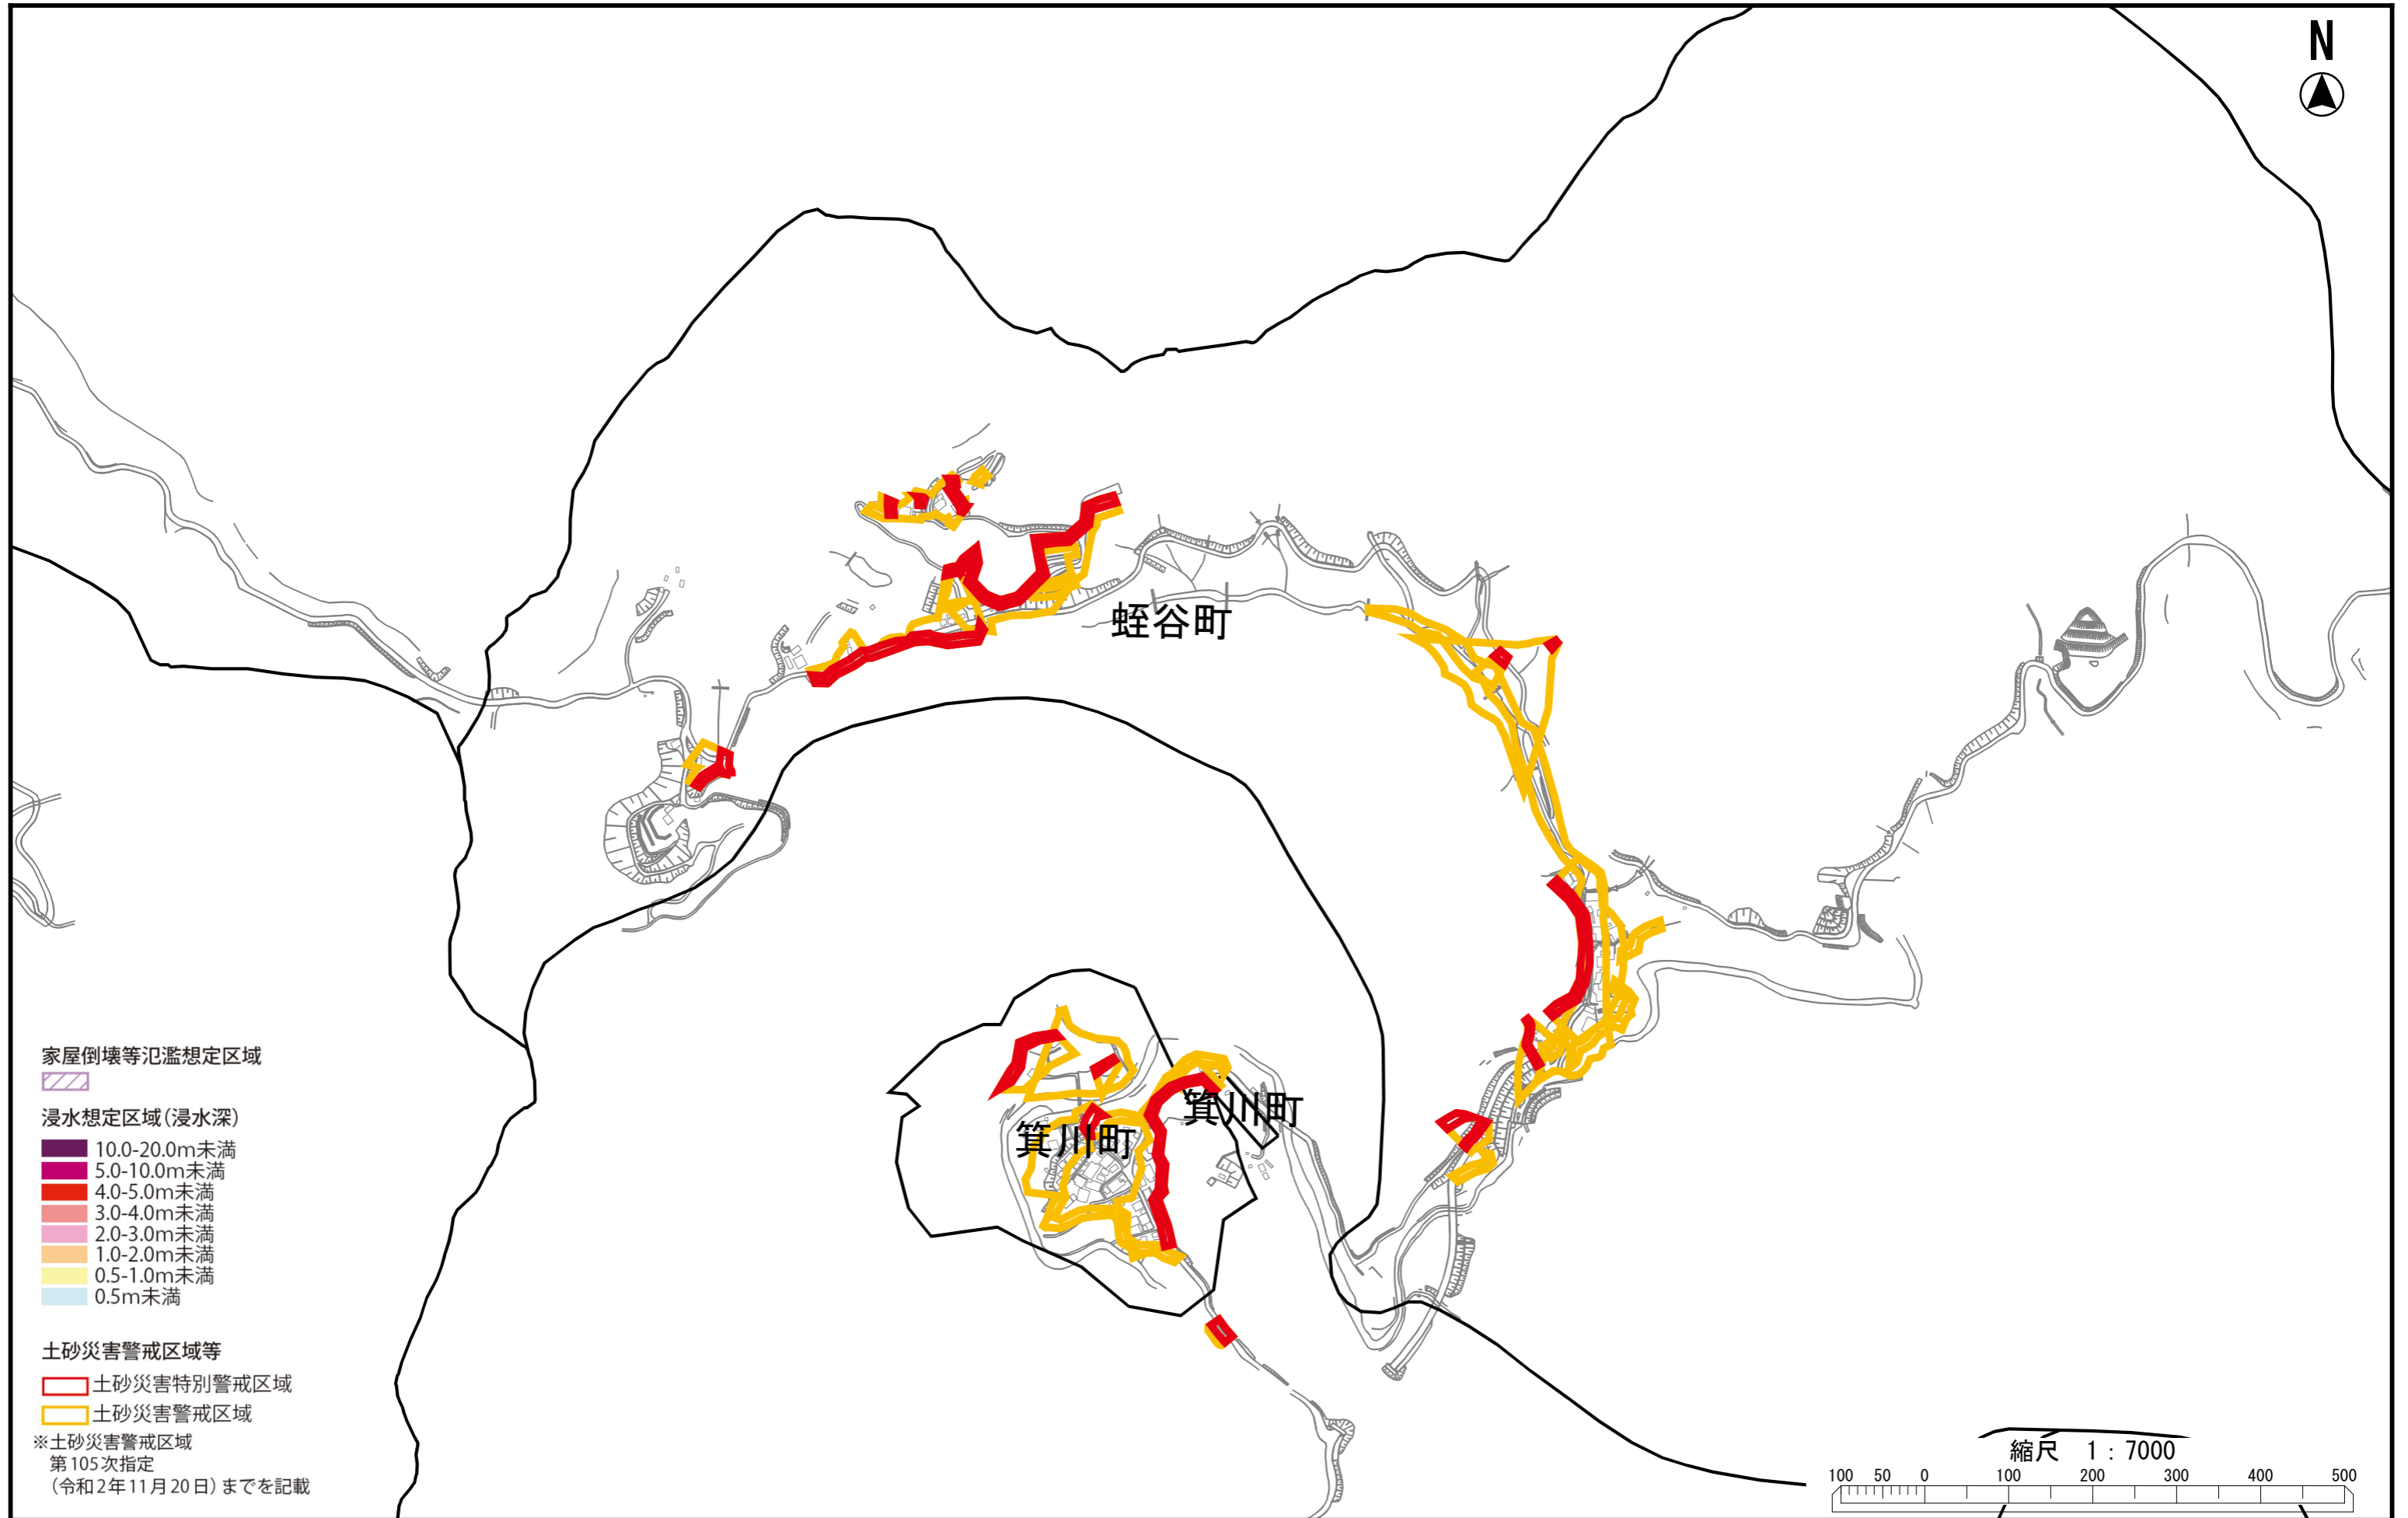 N
蛭谷町
箕川町
箕川町
家屋倒壊等氾濫想定区域
浸水想定区域(浸水深)
10.0-20.0m未満
5.0-10.0m未満
4.0-5.0m未満
3.0-4.0m未満
2.0-3.0m未満
1.0-2.0m未満
0.5-1.0m未満
0.5m未満
土砂災害警戒区域等
土砂災害特別警戒区域
土砂災害警戒区域
※土砂災害警戒区域
第105次指定
(令和2年11月20日)までを記載
縮尺 1:7000
100 50 0 100 200 300 400 500